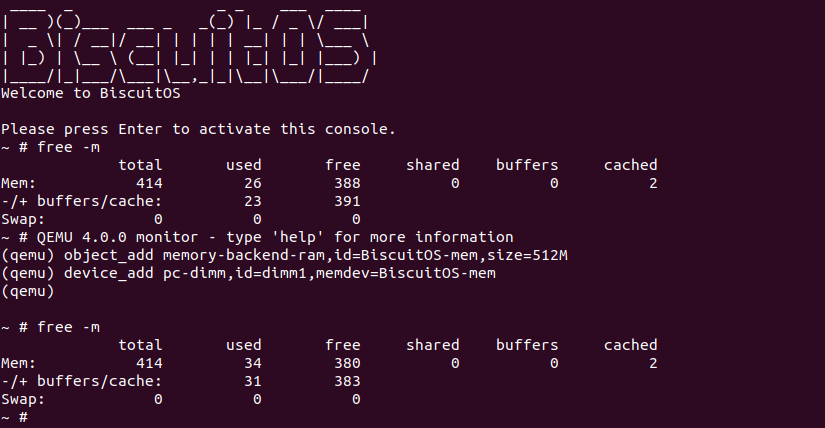 ____  _                _ _    ___  ____
| __ )(_)___  ___ _   _(_) |_ / _ \/ ___|
|  _ \| / __|/ __| | | | | __| | | \___ \
| |_) | \__ \ (__| |_| | | |_| |_| |___) |
|____/|_|___/\___|\__,_|_|\__|\___/|____/
Welcome to BiscuitOS
Please press Enter to activate this console.
~ # free -m
             total         used         free       shared      buffers       cached
Mem:           414           26          388            0            0            2
-/+ buffers/cache:           23          391
Swap:            0            0            0
~ # QEMU 4.0.0 monitor - type 'help' for more information
(qemu) object_add memory-backend-ram,id=BiscuitOS-mem,size=512M
(qemu) device_add pc-dimm,id=dimm1,memdev=BiscuitOS-mem
(qemu)
~ # free -m
             total         used         free       shared      buffers       cached
Mem:           414           34          380            0            0            2
-/+ buffers/cache:           31          383
Swap:            0            0            0
~ #